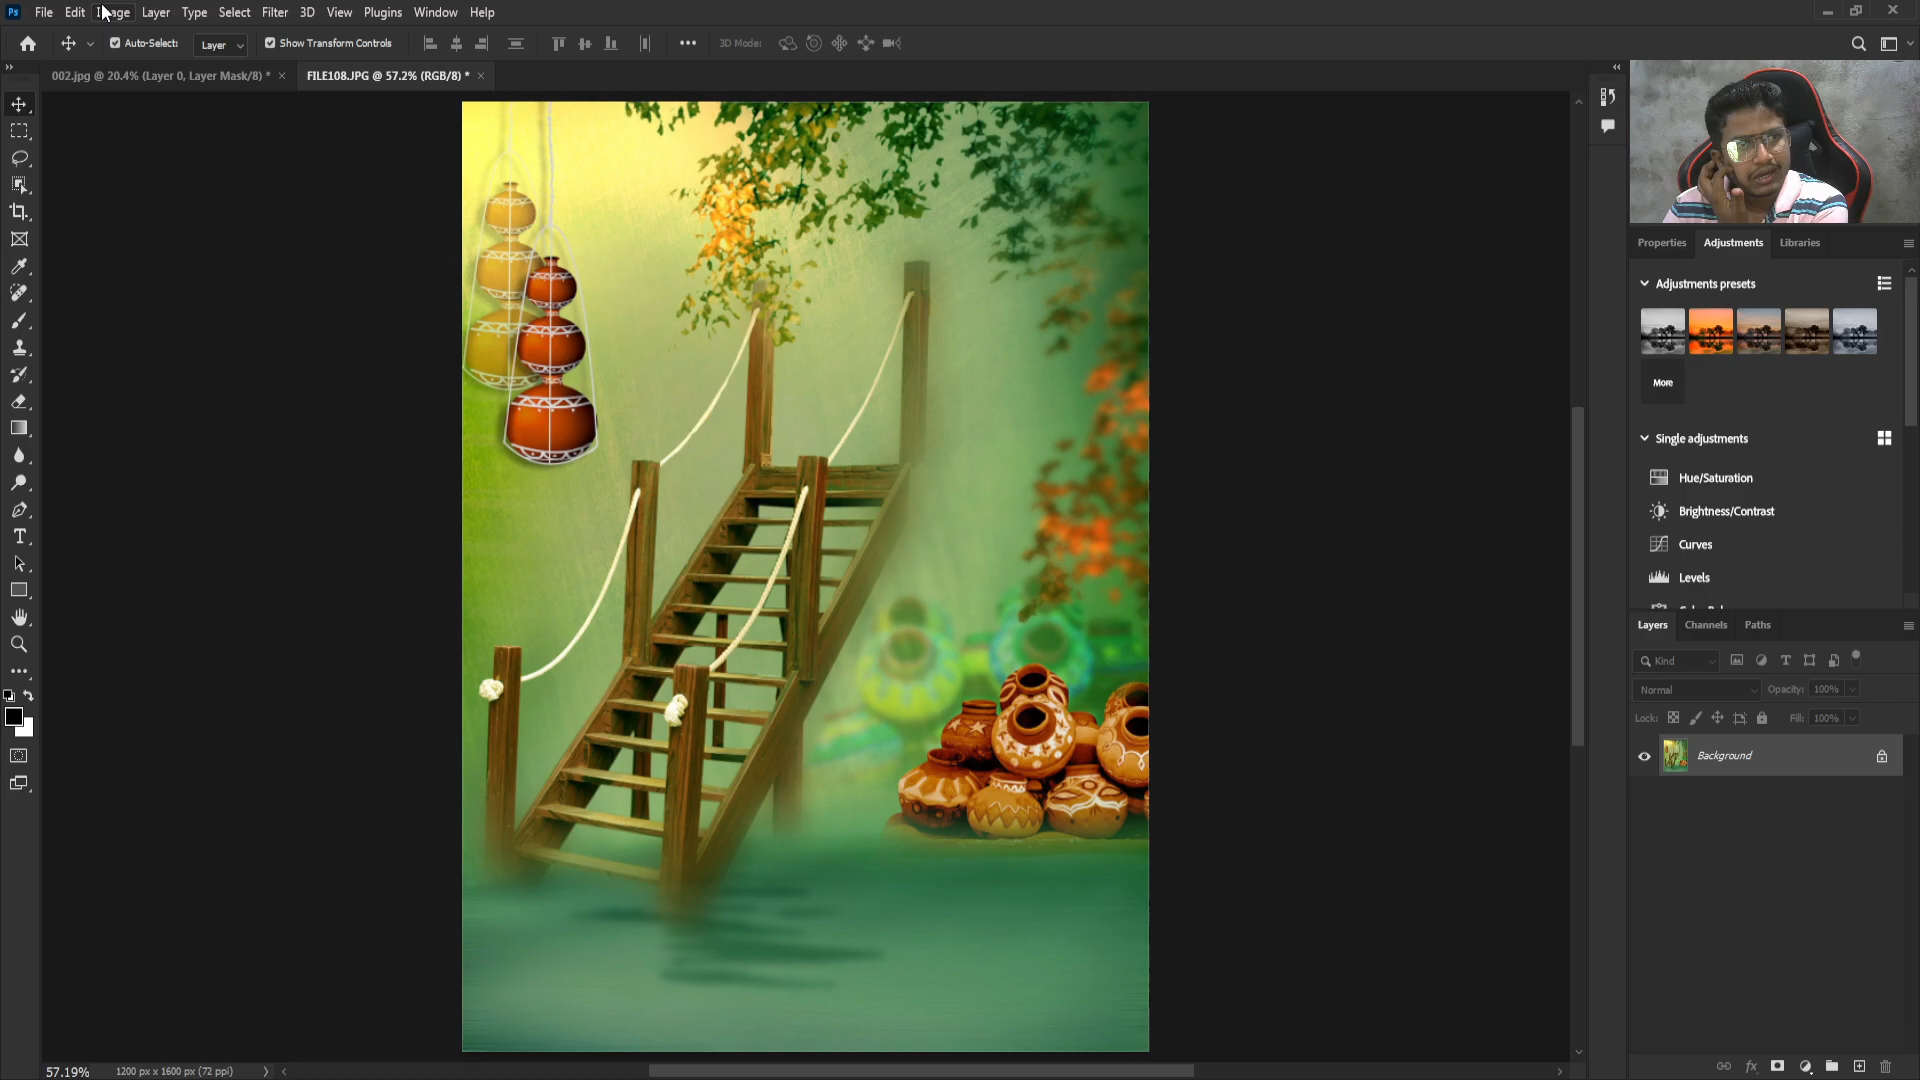 Ps File Edit Image Layer Type Select Filter 3D View Plugins Window Help
Auto-Select: Layer Show Transform Controls 3D Mode:
002.jpg @ 20.4% (Layer 0, Layer Mask/8) * FILE108.JPG @ 57.2% (RGB/8) *
Properties Adjustments Libraries
Adjustments presets
More
Single adjustments
Hue/Saturation
Brightness/Contrast
Curves
Levels
Layers Channels Paths
Kind
Normal Opacity: 100%
Lock: Fill: 100%
Background
57.19% 1200 px x 1600 px (72 ppi)